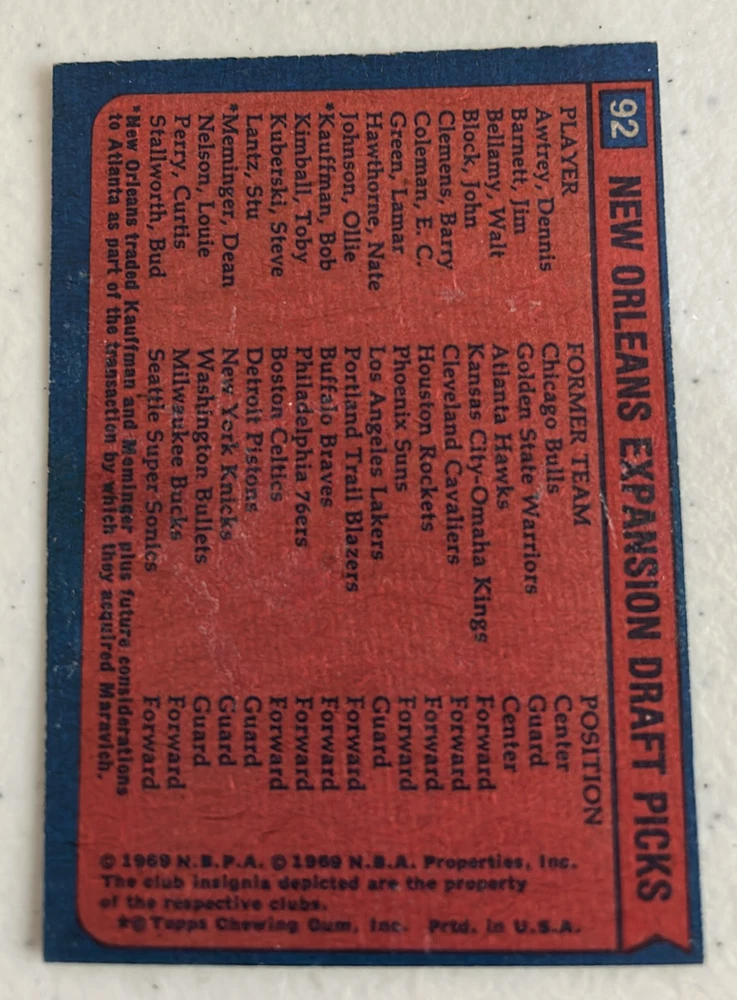 92 NEW ORLEANS EXPANSION DRAFT PICKS
PLAYER FORMER TEAM POSITION
Awtrey, Dennis Chicago Bulls Center
Barnett, Jim Golden State Warriors Guard
Bellamy, Walt Atlanta Hawks Center
Block, John Kansas City-Omaha Kings Forward
Clemens, Barry Cleveland Cavaliers Forward
Coleman, E. C. Houston Rockets Forward
Green, Lamar Phoenix Suns Forward
Hawthorne, Nate Los Angeles Lakers Guard
Johnson, Ollie Portland Trail Blazers Forward
*Kauffman, Bob Buffalo Braves Forward
Kimball, Toby Philadelphia 76ers Forward
Kuberski, Steve Boston Celtics Forward
Lantz, Stu Detroit Pistons Guard
*Meminger, Dean New York Knicks Guard
Nelson, Louie Washington Bullets Guard
Perry, Curtis Milwaukee Bucks Forward
Stallworth, Bud Seattle Super Sonics Forward
*New Orleans traded Kauffman and Meminger plus future considerations
to Atlanta as part of the transaction by which they acquired Maravich.
© 1969 N.B.P.A. © 1969 N.B.A. Properties, Inc.
The club insignia depicted are the property
of the respective clubs.
*© Topps Chewing Gum, Inc. Prtd. in U.S.A.